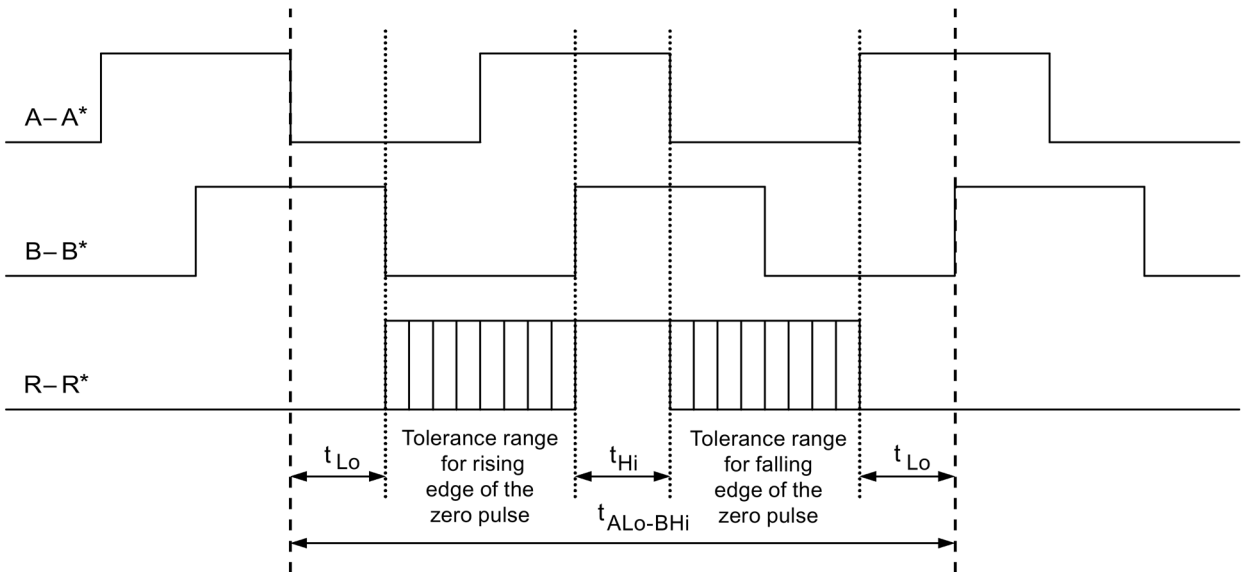 A–A*
B–B*
R–R*
t Lo
Tolerance range
for rising
edge of the
zero pulse
t Hi
Tolerance range
for falling
edge of the
zero pulse
t Lo
t ALo-BHi